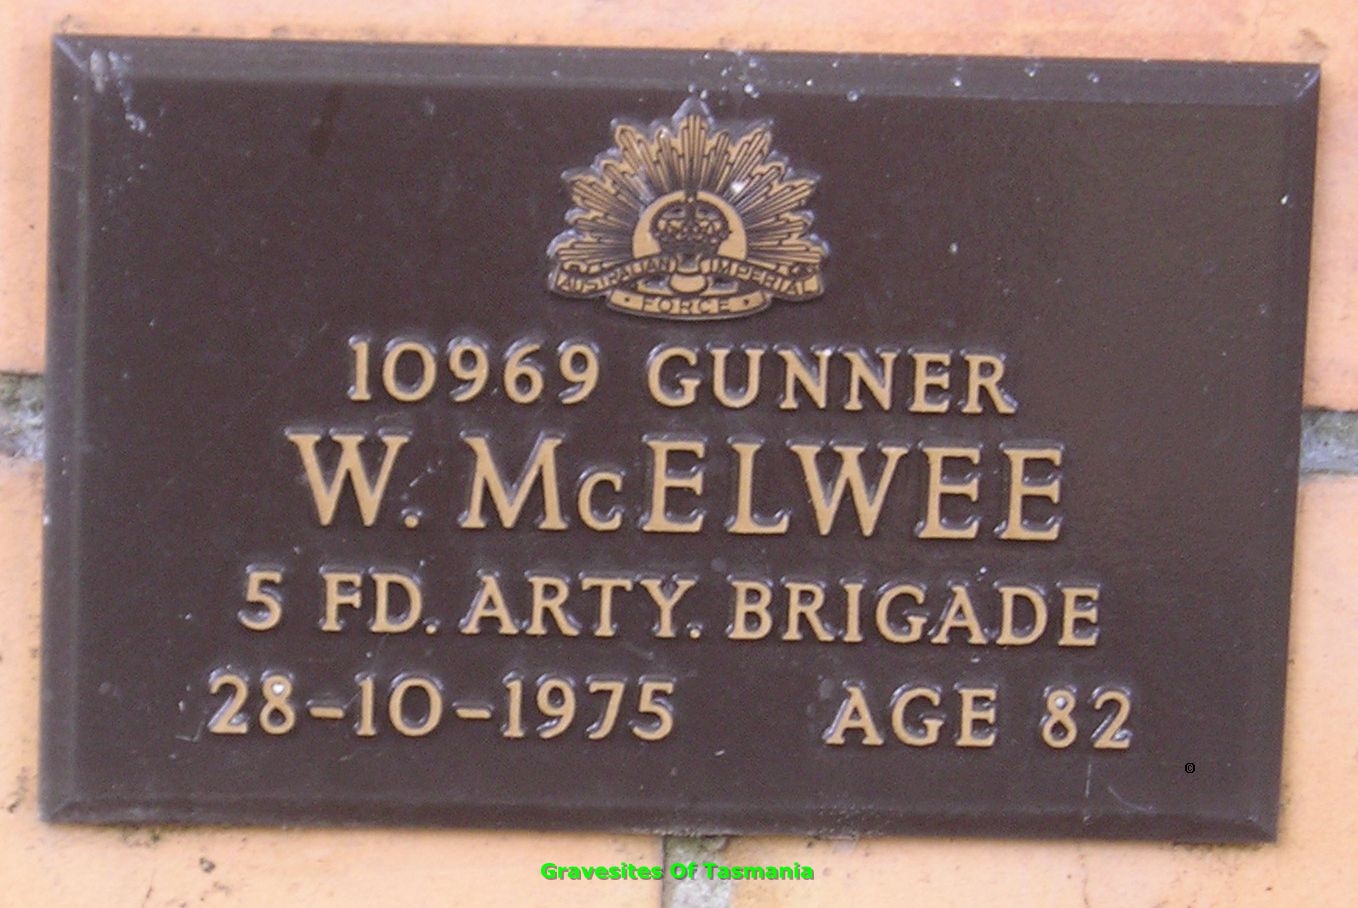 AUSTRALIAN IMPERIAL
FORCE
10969 GUNNER
W. McELWEE
5 FD. ARTY. BRIGADE
28-10-1975 AGE 82
©
Gravesites Of Tasmania